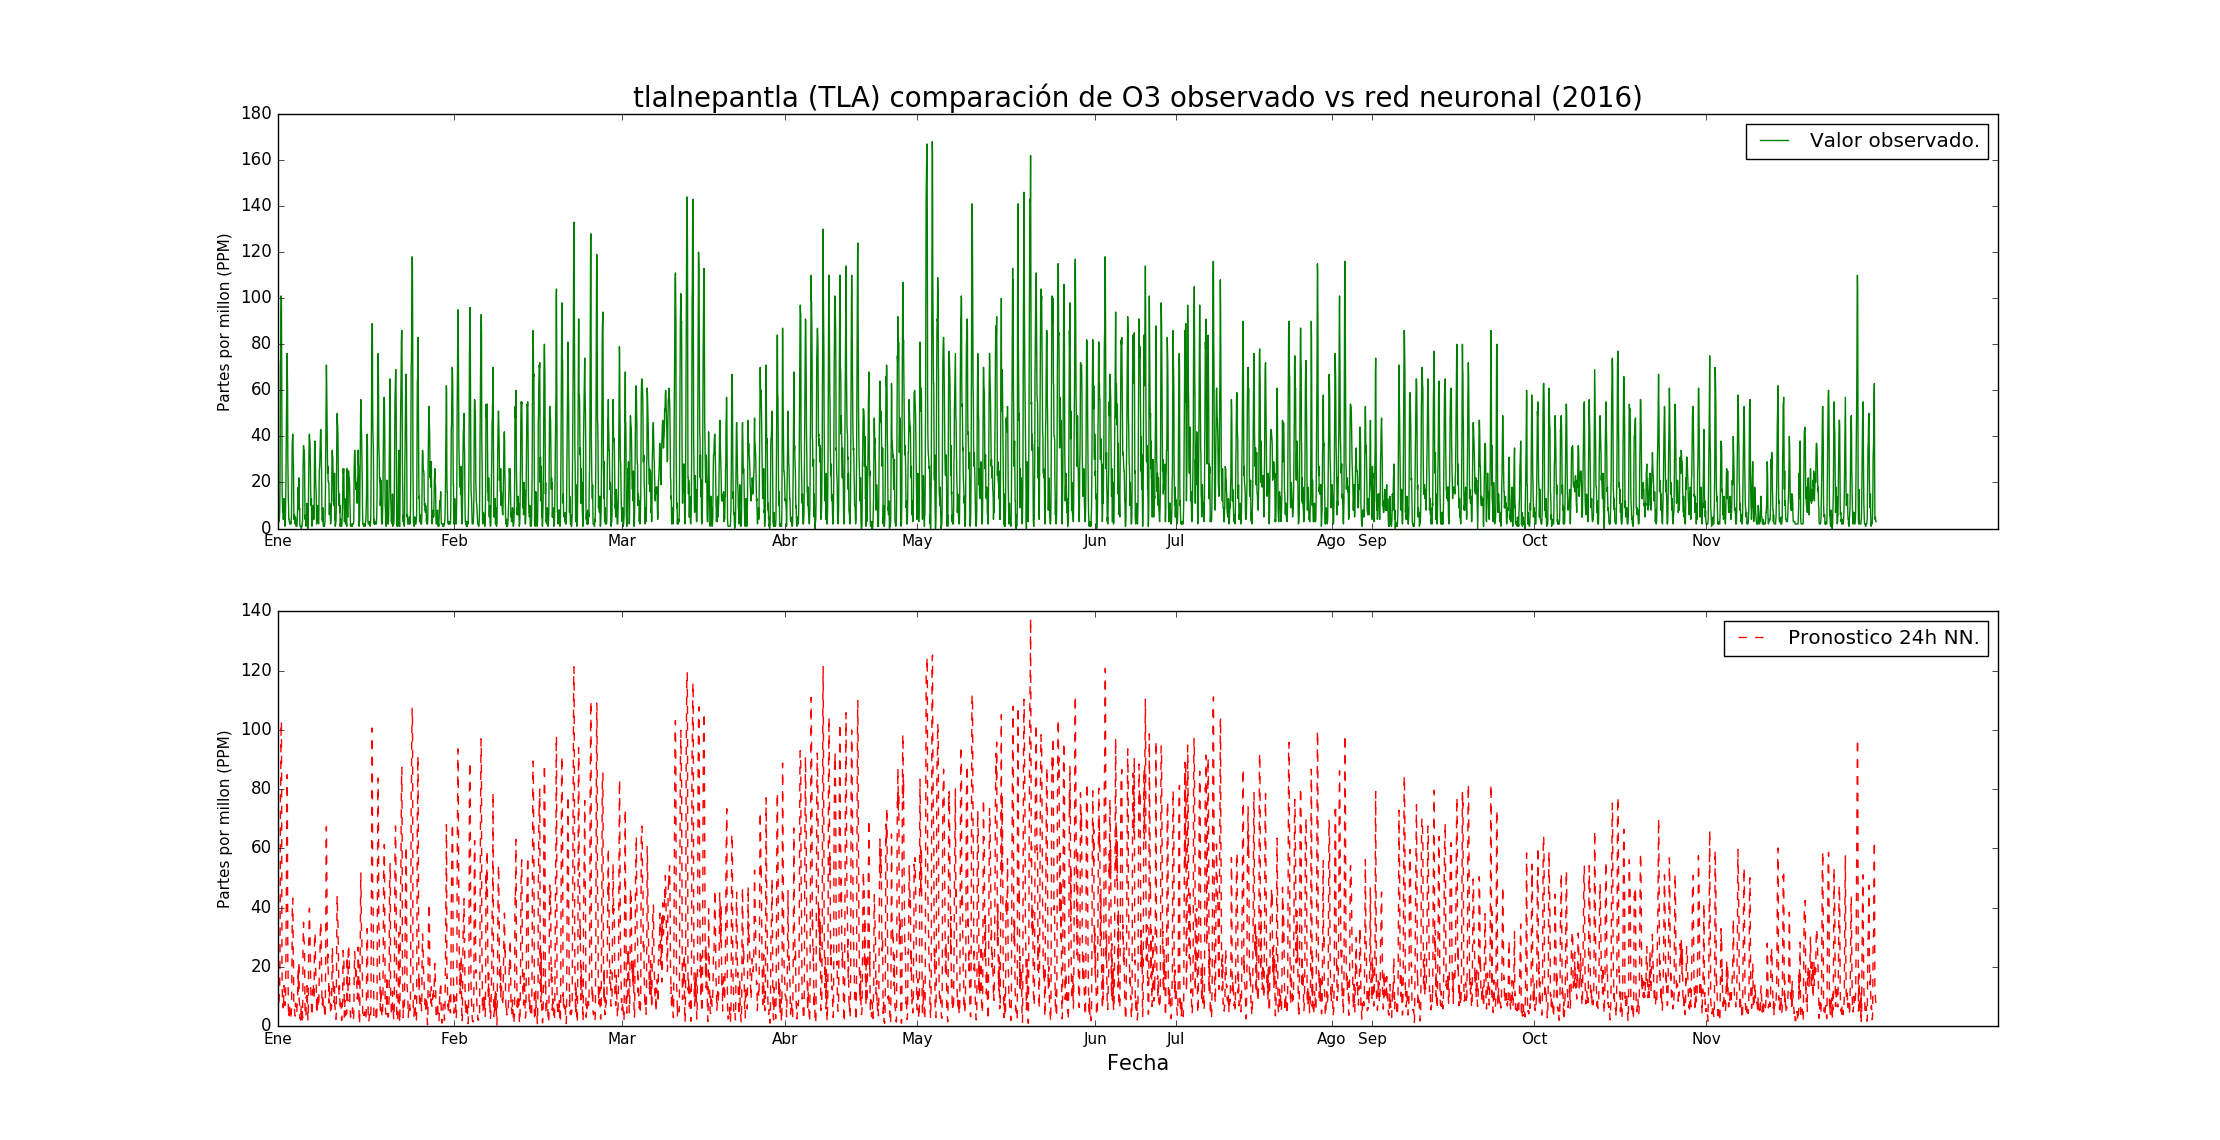 tlalnepantla (TLA) comparación de O3 observado vs red neuronal (2016)
180
160
140
120
100
80
60
40
20
0
Partes por millon (PPM)
Valor observado.
Ene Feb Mar Abr May Jun Jul Ago Sep Oct Nov
140
120
100
80
60
40
20
0
Partes por millon (PPM)
Pronostico 24h NN.
Ene Feb Mar Abr May Jun Jul Ago Sep Oct Nov
Fecha